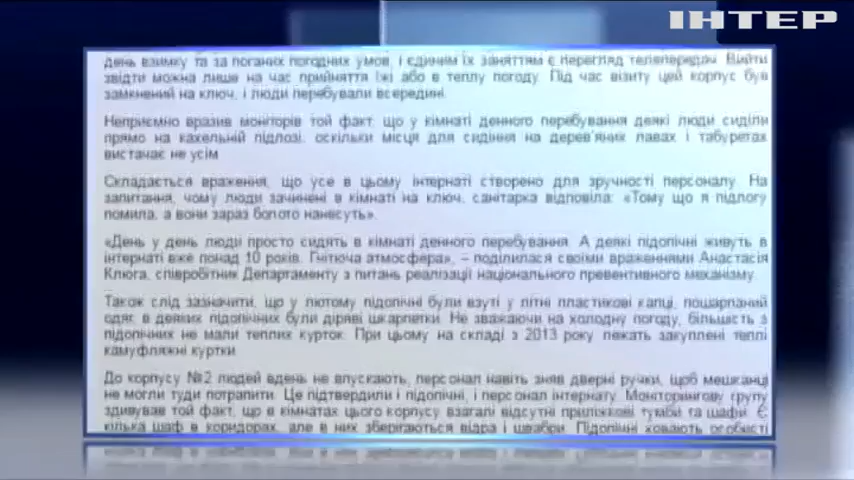 ІНТЕР
день взимку та за поганих погодних умов, і єдиним їх заняттям є перегляд телепередач. Вийти
звідти можна лише на час прийняття їжі або в теплу погоду. Під час візиту цей корпус був
замкнений на ключ, і люди перебували всередині.
Неприємно вразив моніторів той факт, що у кімнаті денного перебування деякі люди сиділи
прямо на кахельній підлозі, оскільки місця для сидіння на дерев'яних лавах і табуретах
вистачає не усім
Складається враження, що усе в цьому інтернаті створено для зручності персоналу. На
запитання, чому люди зачинені в кімнаті на ключ, санітарка відповіла: «Тому що я підлогу
помила, а вони зараз болото нанесуть».
«День у день люди просто сидять в кімнаті денного перебування. А деякі підопічні живуть в
інтернаті вже понад 10 років. Гнітюча атмосфера», – поділилася своїми враженнями Анастасія
Клюга, співробітник Департаменту з питань реалізації національного превентивного механізму.
Також слід зазначити, що у лютому підопічні були взуті у літні пластикові капці, пошарпаний
одяг, в деяких підопічних були діряві шкарпетки. Не зважаючи на холодну погоду, більшість з
підопічних не мали теплих курток. При цьому на складі з 2013 року лежать закуплені теплі
камуфляжні куртки
До корпусу №2 людей вдень не впускають, персонал навіть зняв дверні ручки, щоб мешканці
не могли туди потрапити. Це підтвердили і підопічні, і персонал інтернату. Моніторингову групу
здивував той факт, що в кімнатах цього корпусу взагалі відсутні приліжкові тумби та шафи. Є
кілька шаф в коридорах, але в них зберігаються відра і швабри. Підопічні ховають особисті